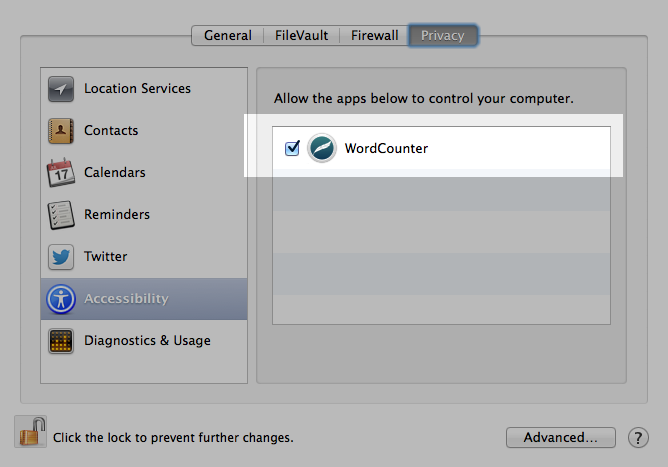 General FileVault Firewall Privacy
Location Services
Contacts
Calendars
Reminders
Twitter
Accessibility
Diagnostics & Usage
Allow the apps below to control your computer.
WordCounter
JUL
17
Click the lock to prevent further changes.
Advanced...
?